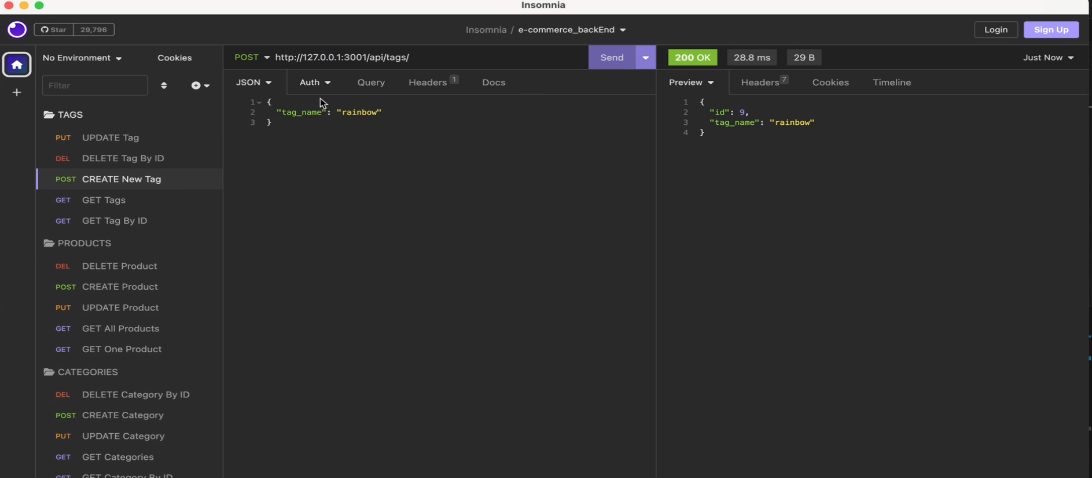 Insomnia
Star 29,796
Insomnia / e-commerce_backEnd
Login
Sign Up
No Environment
Cookies
Filter
TAGS
PUT UPDATE Tag
DEL DELETE Tag By ID
POST CREATE New Tag
GET GET Tags
GET GET Tag By ID
PRODUCTS
DEL DELETE Product
POST CREATE Product
PUT UPDATE Product
GET GET All Products
GET GET One Product
CATEGORIES
DEL DELETE Category By ID
POST CREATE Category
PUT UPDATE Category
GET GET Categories
GET GET Category By ID
POST http://127.0.0.1:3001/api/tags/
Send
JSON Auth Query Headers 1 Docs
1 {
2 "tag_name": "rainbow"
3 }
200 OK 28.8 ms 29 B Just Now
Preview Headers 7 Cookies Timeline
1 {
2 "id": 9,
3 "tag_name": "rainbow"
4 }